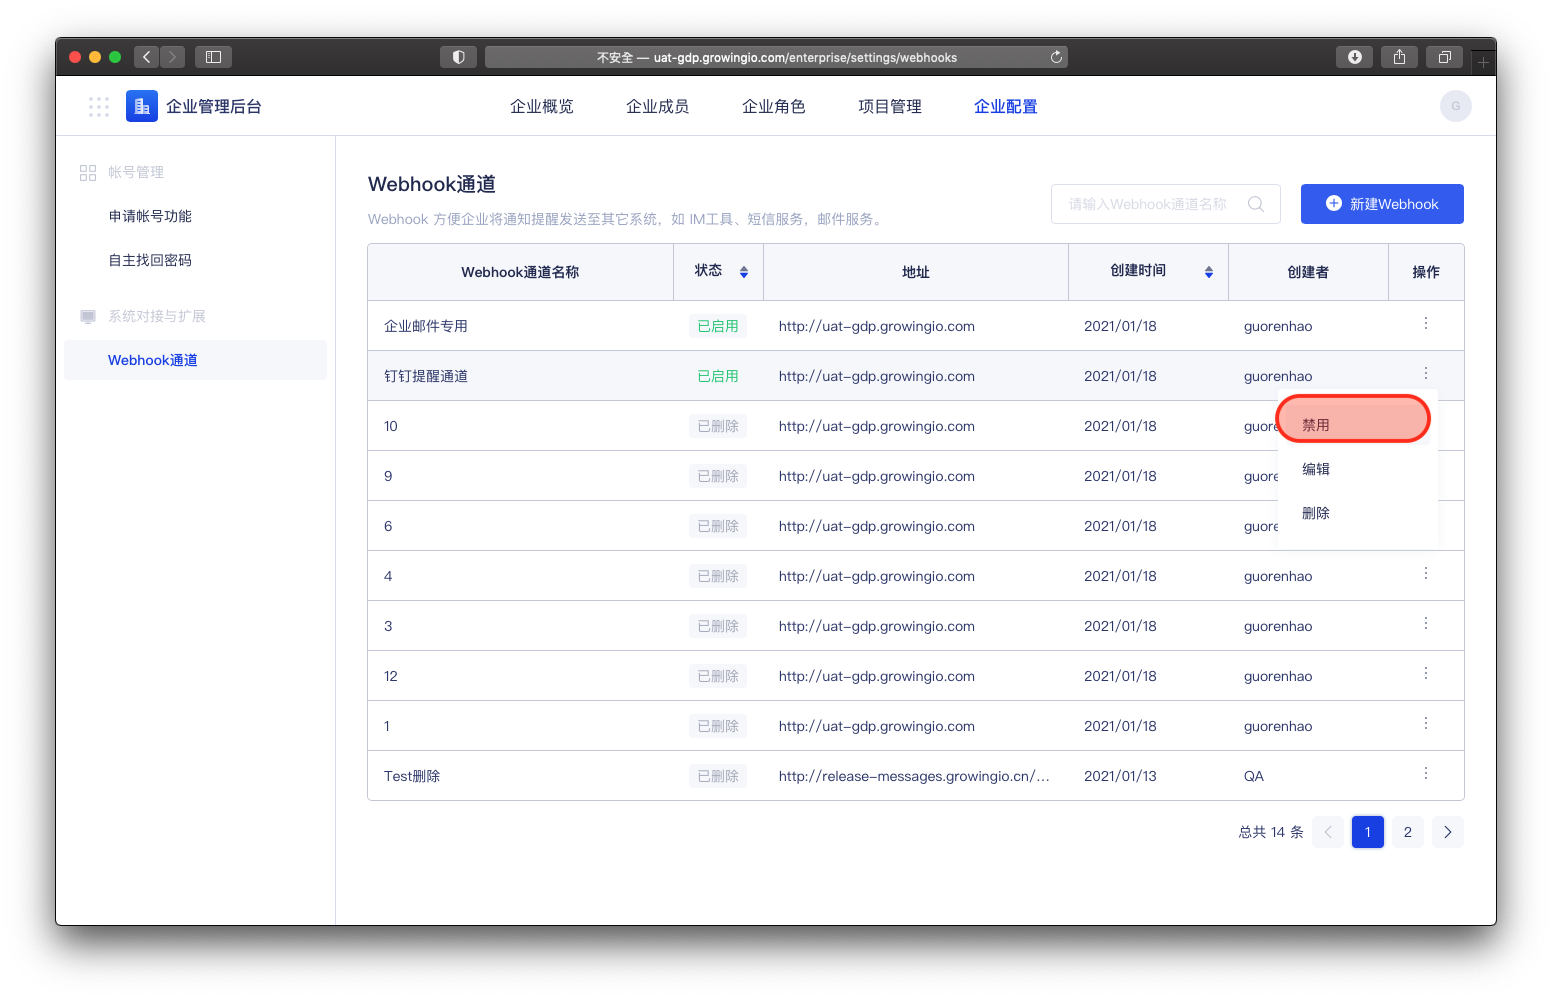 不安全 — uat-gdp.growingio.com/enterprise/settings/webhooks
企业管理后台 企业概览 企业成员 企业角色 项目管理 企业配置 G
帐号管理
申请帐号功能
自主找回密码
系统对接与扩展
Webhook通道
Webhook通道
Webhook 方便企业将通知提醒发送至其它系统，如 IM工具、短信服务，邮件服务。
请输入Webhook通道名称
新建Webhook
Webhook通道名称 状态 地址 创建时间 创建者 操作
企业邮件专用 已启用 http://uat-gdp.growingio.com 2021/01/18 guorenhao
钉钉提醒通道 已启用 http://uat-gdp.growingio.com 2021/01/18 guorenhao
10 已删除 http://uat-gdp.growingio.com 2021/01/18 guore
禁用
9 已删除 http://uat-gdp.growingio.com 2021/01/18 guore
编辑
6 已删除 http://uat-gdp.growingio.com 2021/01/18 guore
删除
4 已删除 http://uat-gdp.growingio.com 2021/01/18 guorenhao
3 已删除 http://uat-gdp.growingio.com 2021/01/18 guorenhao
12 已删除 http://uat-gdp.growingio.com 2021/01/18 guorenhao
1 已删除 http://uat-gdp.growingio.com 2021/01/18 guorenhao
Test删除 已删除 http://release-messages.growingio.cn/... 2021/01/13 QA
总共 14 条 1 2